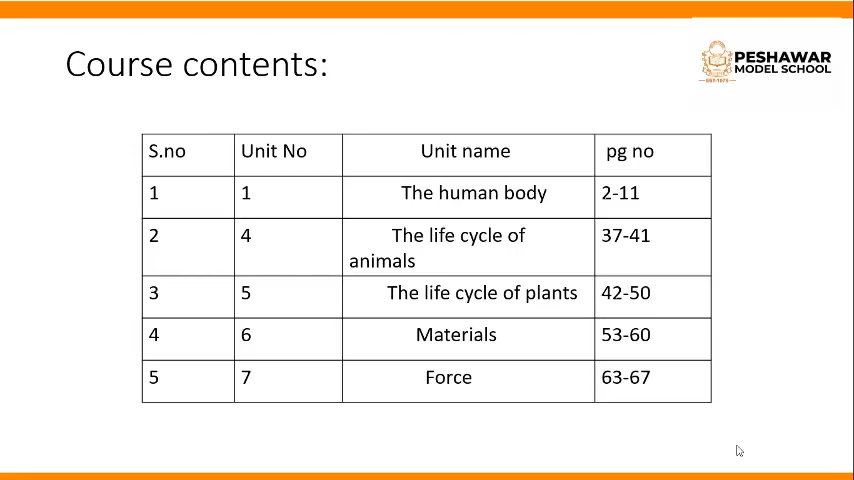 Course contents:
PESHAWAR
MODEL SCHOOL
S.no Unit No Unit name pg no
1 1 The human body 2-11
2 4 The life cycle of 37-41
animals
3 5 The life cycle of plants 42-50
4 6 Materials 53-60
5 7 Force 63-67